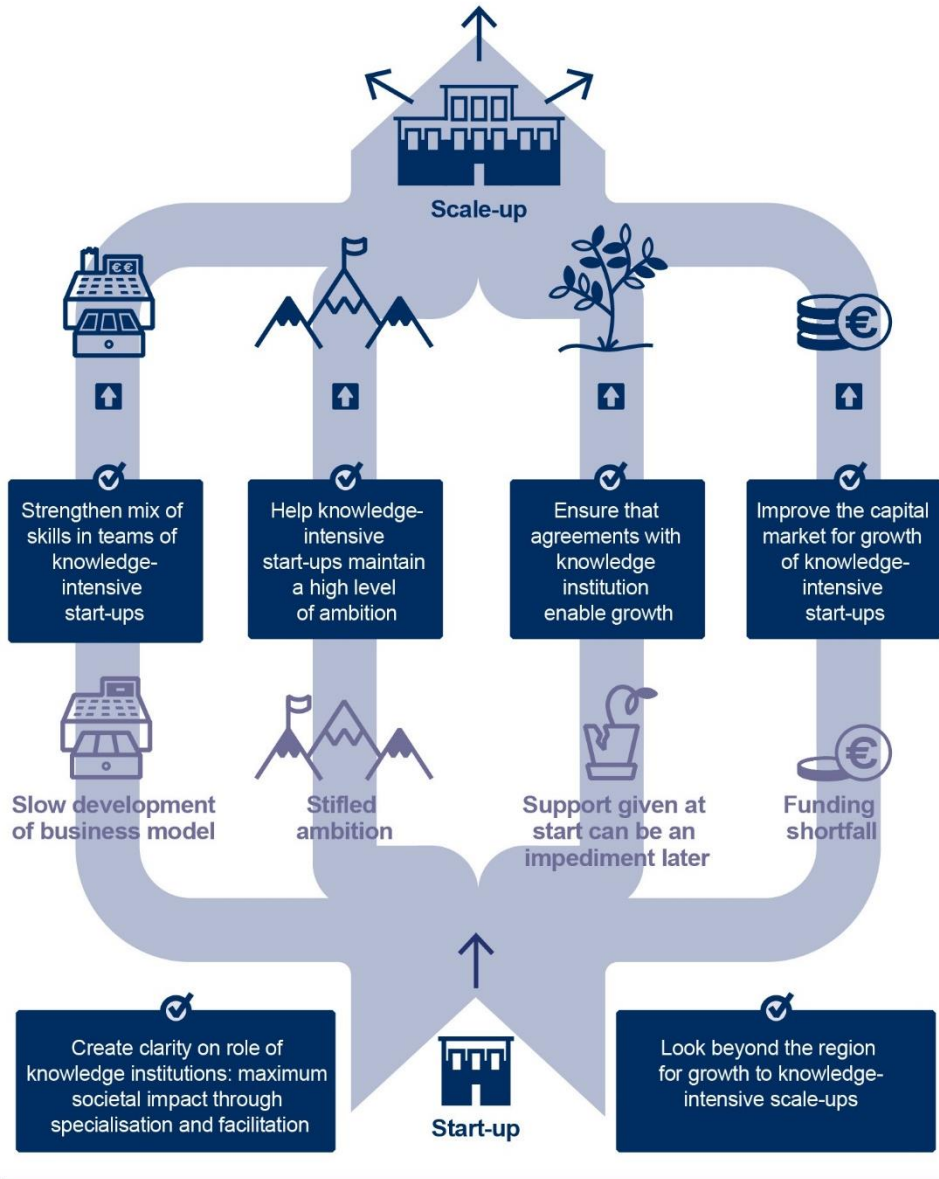 Scale-up
€€
€
Strengthen mix of
skills in teams of
knowledge-
intensive
start-ups
Help knowledge-
intensive
start-ups maintain
a high level
of ambition
Ensure that
agreements with
knowledge
institution
enable growth
Improve the capital
market for growth
of knowledge-
intensive
start-ups
€
Slow development
of business model
Stifled
ambition
Support given at
start can be an
impediment later
Funding
shortfall
Create clarity on role of
knowledge institutions: maximum
societal impact through
specialisation and facilitation
Start-up
Look beyond the region
for growth to knowledge-
intensive scale-ups